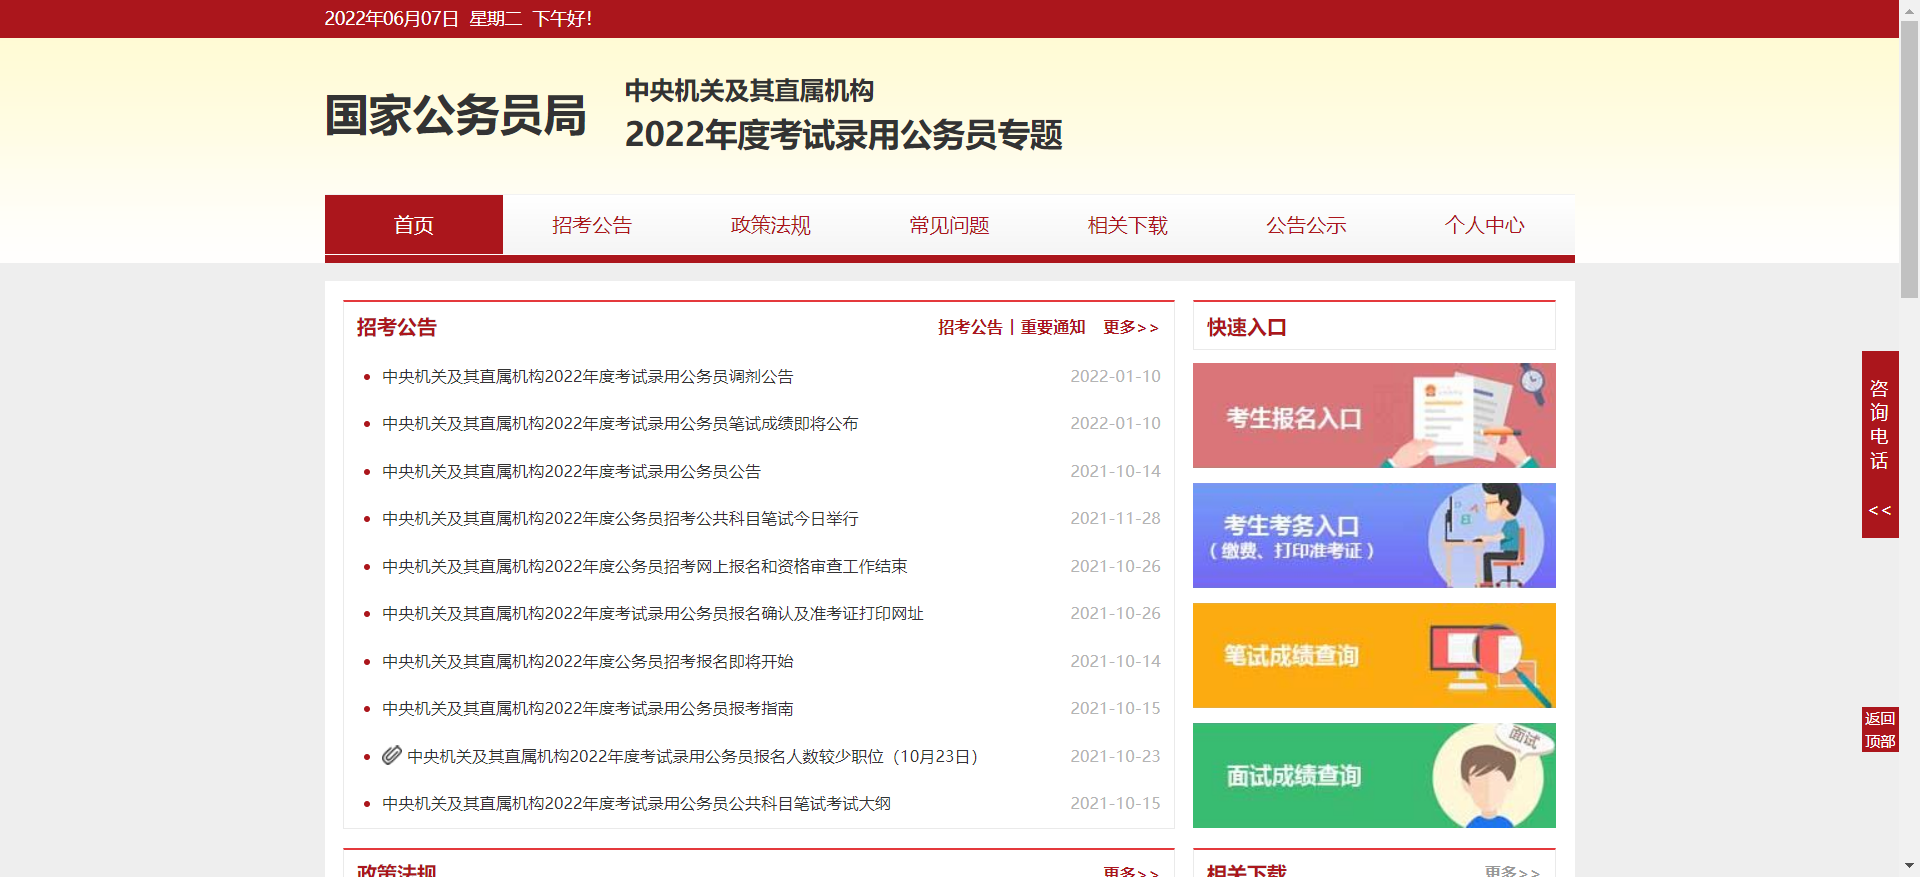 2022年06月07日 星期二 下午好!
国家公务员局
中央机关及其直属机构
2022年度考试录用公务员专题
首页 招考公告 政策法规 常见问题 相关下载 公告公示 个人中心
招考公告 招考公告 | 重要通知 更多>>
中央机关及其直属机构2022年度考试录用公务员调剂公告 2022-01-10
中央机关及其直属机构2022年度考试录用公务员笔试成绩即将公布 2022-01-10
中央机关及其直属机构2022年度考试录用公务员公告 2021-10-14
中央机关及其直属机构2022年度公务员招考公共科目笔试今日举行 2021-11-28
中央机关及其直属机构2022年度公务员招考网上报名和资格审查工作结束 2021-10-26
中央机关及其直属机构2022年度考试录用公务员报名确认及准考证打印网址 2021-10-26
中央机关及其直属机构2022年度公务员招考报名即将开始 2021-10-14
中央机关及其直属机构2022年度考试录用公务员报考指南 2021-10-15
中央机关及其直属机构2022年度考试录用公务员报名人数较少职位（10月23日） 2021-10-23
中央机关及其直属机构2022年度考试录用公务员公共科目笔试考试大纲 2021-10-15
快速入口
考生报名入口
考生考务入口
（缴费、打印准考证）
笔试成绩查询
面试成绩查询
面试
政策法规 更多>>
相关下载 更多>>
咨询电话
<<
返回
顶部